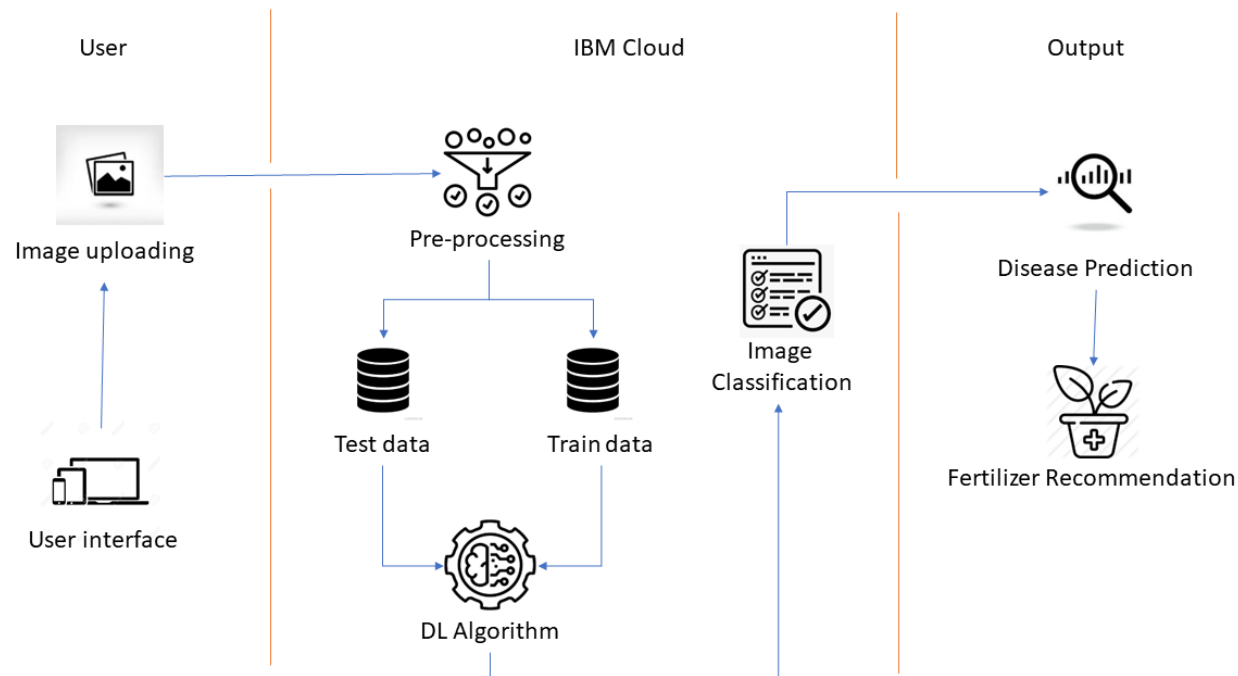 User
IBM Cloud
Output
Image uploading
Pre-processing
Disease Prediction
Image
Classification
Test data
Train data
Fertilizer Recommendation
User interface
DL Algorithm